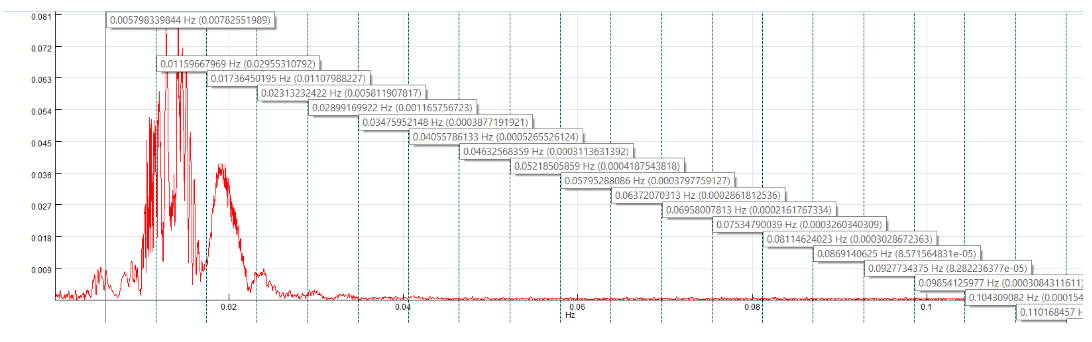 0.081
0.005798339844 Hz (0.00782551989)
0.072
0.01159667969 Hz (0.02955310792)
0.063
0.01736450195 Hz (0.01107988227)
0.02313232422 Hz (0.005811907817)
0.054
0.02899169922 Hz (0.001165756723)
0.03475952148 Hz (0.0003877191921)
0.045
0.04055786133 Hz (0.0005265526124)
0.04632568359 Hz (0.0003113631392)
0.036
0.05218505859 Hz (0.0004187543818)
0.05795288086 Hz (0.0003797759127)
0.027
0.06372070313 Hz (0.0002861812536)
0.06958007813 Hz (0.0002161767334)
0.018
0.07534790039 Hz (0.0003260340309)
0.08114624023 Hz (0.0003028672363)
0.0869140625 Hz (8.571564831e-05)
0.009
0.0927734375 Hz (8.282236377e-05)
0.09854125977 Hz (0.0003084311611)
0.104309082 Hz (0.000154
0.110168457 Hz
0.02
0.04
0.06
0.08
0.1
Hz